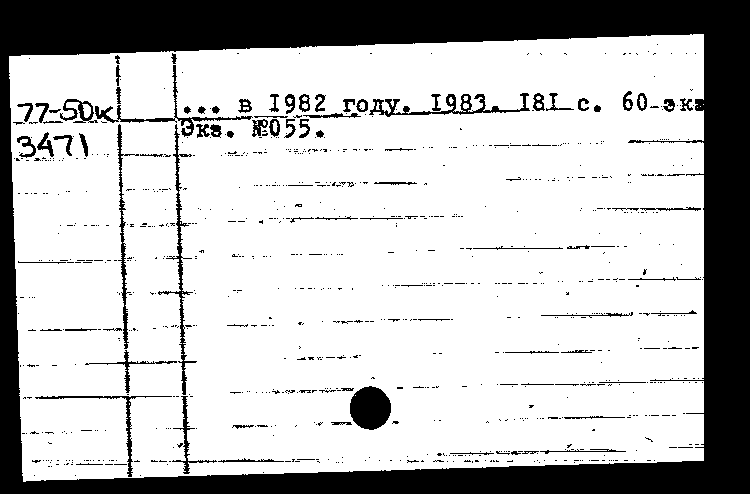 77-50к
3471
... в 1982 году. 1983. 181 с. 60 экз
Экз. №055.